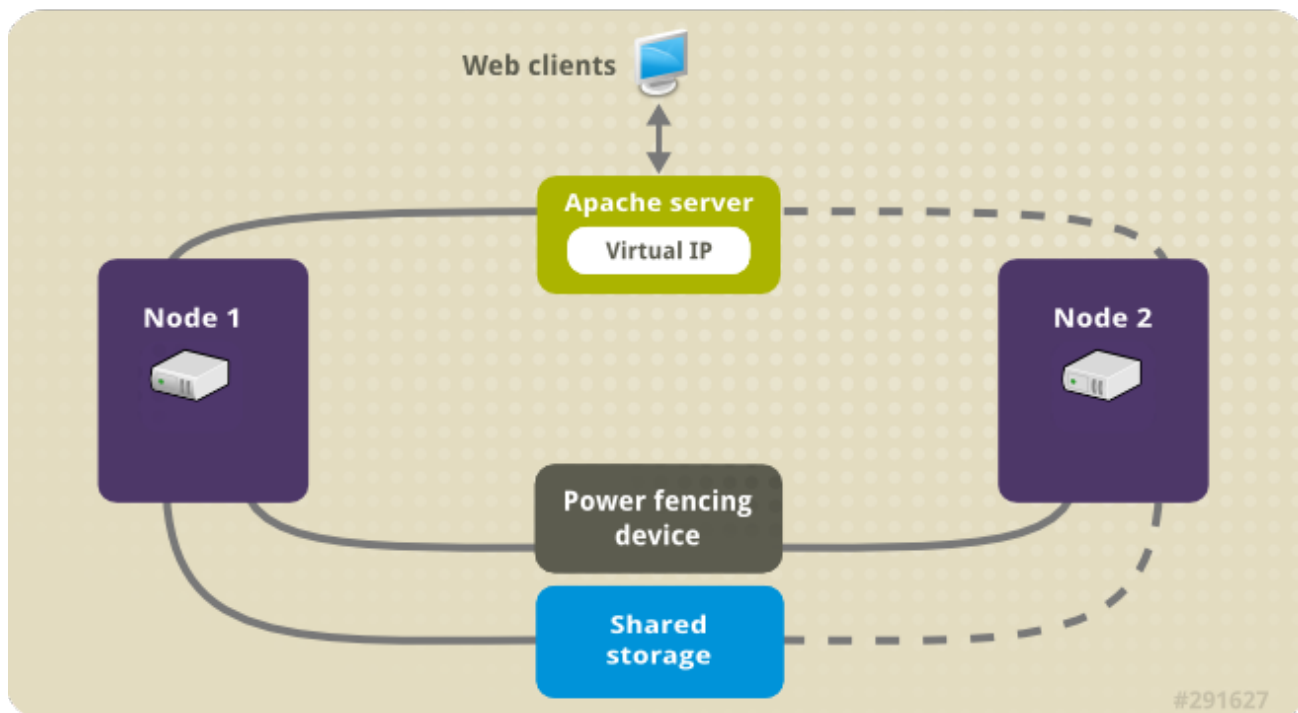 Web clients
Apache server
Virtual IP
Node 1
Node 2
Power fencing
device
Shared
storage
#291627